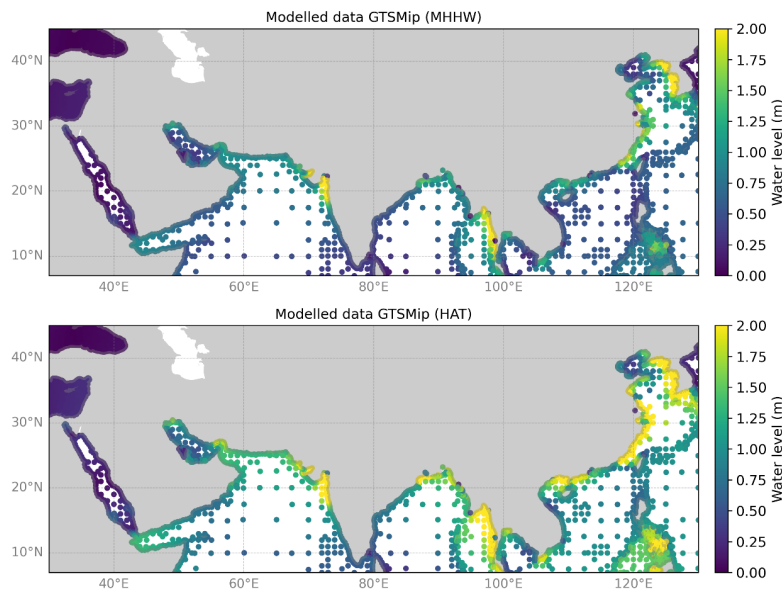 Modelled data GTSMip (MHHW)
40°N
30°N
20°N
10°N
40°E
60°E
80°E
100°E
120°E
2.00
1.75
1.50
1.25
1.00
0.75
0.50
0.25
0.00
Water level (m)
Modelled data GTSMip (HAT)
40°N
30°N
20°N
10°N
40°E
60°E
80°E
100°E
120°E
2.00
1.75
1.50
1.25
1.00
0.75
0.50
0.25
0.00
Water level (m)